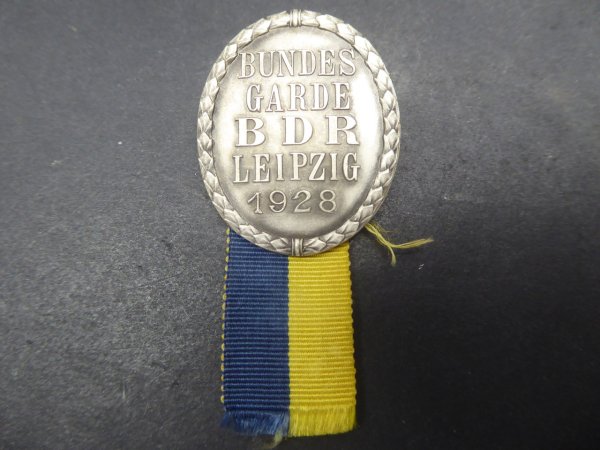 BUNDES
GARDE
BDR
LEIPZIG
1928